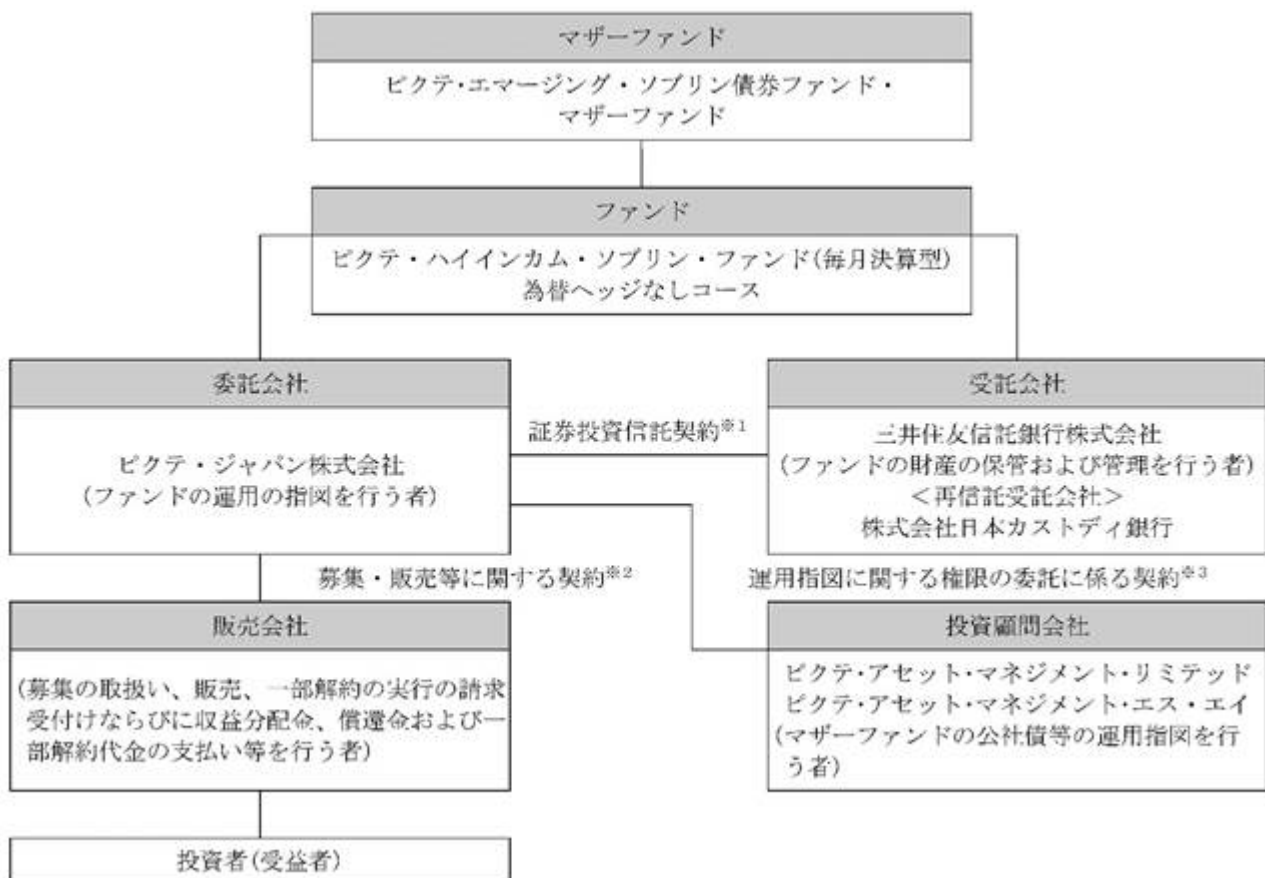 マザーファンド
ピクテ・エマージング・ソブリン債券ファンド・
マザーファンド
ファンド
ピクテ・ハイインカム・ソブリン・ファンド(毎月決算型)
為替ヘッジなしコース
委託会社
ピクテ・ジャパン株式会社
(ファンドの運用の指図を行う者)
証券投資信託契約※1
受託会社
三井住友信託銀行株式会社
(ファンドの財産の保管および管理を行う者)
<再信託受託会社>
株式会社日本カストディ銀行
募集・販売等に関する契約※2
運用指図に関する権限の委託に係る契約※3
販売会社
(募集の取扱い、販売、一部解約の実行の請求
受付けならびに収益分配金、償還金および一
部解約代金の支払い等を行う者)
投資顧問会社
ピクテ・アセット・マネジメント・リミテッド
ピクテ・アセット・マネジメント・エス・エイ
(マザーファンドの公社債等の運用指図を行
う者)
投資者(受益者)